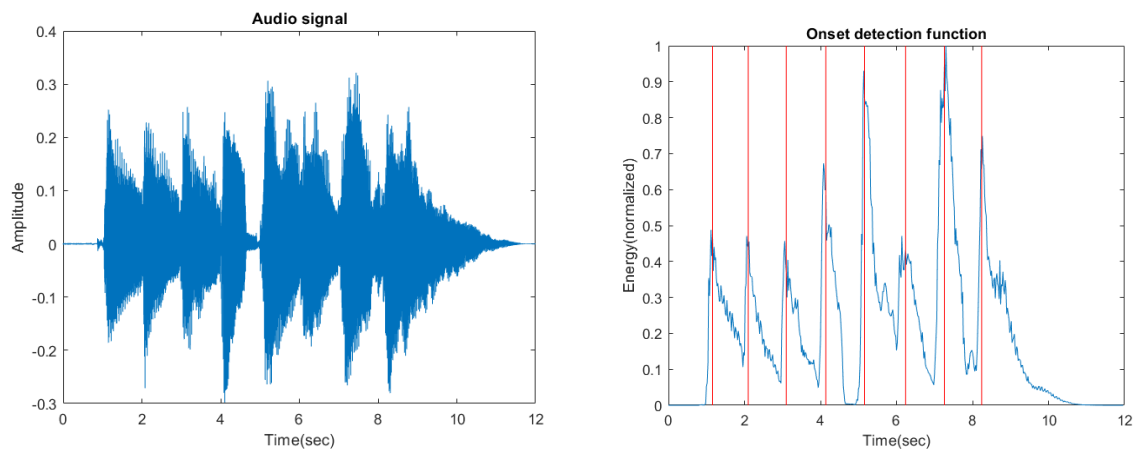 Audio signal
0.4
0.3
0.2
0.1
0
-0.1
-0.2
-0.3
Amplitude
0 2 4 6 8 10 12
Time(sec)
Onset detection function
1
0.9
0.8
0.7
0.6
0.5
0.4
0.3
0.2
0.1
0
Energy(normalized)
0 2 4 6 8 10 12
Time(sec)